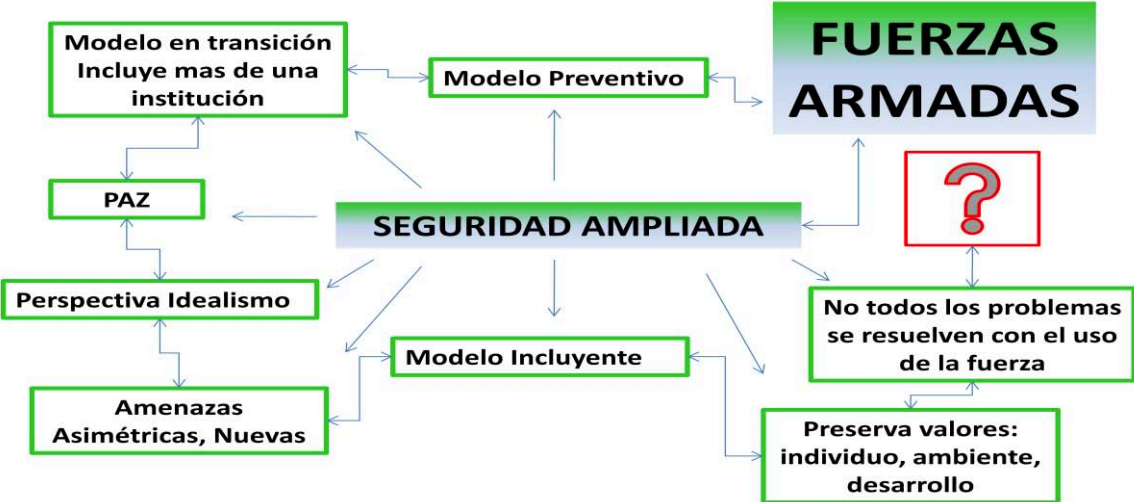 Modelo en transición
Incluye mas de una
institución
Modelo Preventivo
FUERZAS
ARMADAS
PAZ
SEGURIDAD AMPLIADA
?
Perspectiva Idealismo
No todos los problemas
se resuelven con el uso
de la fuerza
Modelo Incluyente
Amenazas
Asimétricas, Nuevas
Preserva valores:
individuo, ambiente,
desarrollo